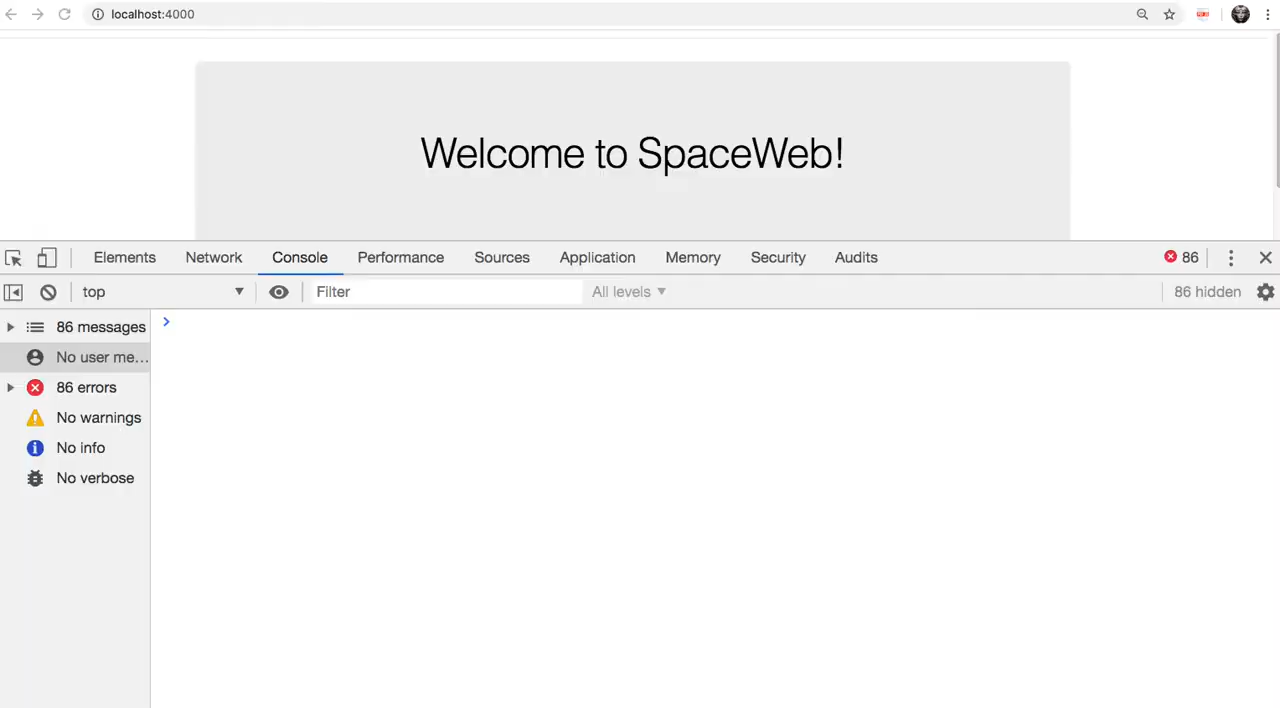 localhost:4000
Welcome to SpaceWeb!
Elements Network Console Performance Sources Application Memory Security Audits 86
top Filter All levels 86 hidden
86 messages
No user me...
86 errors
No warnings
No info
No verbose